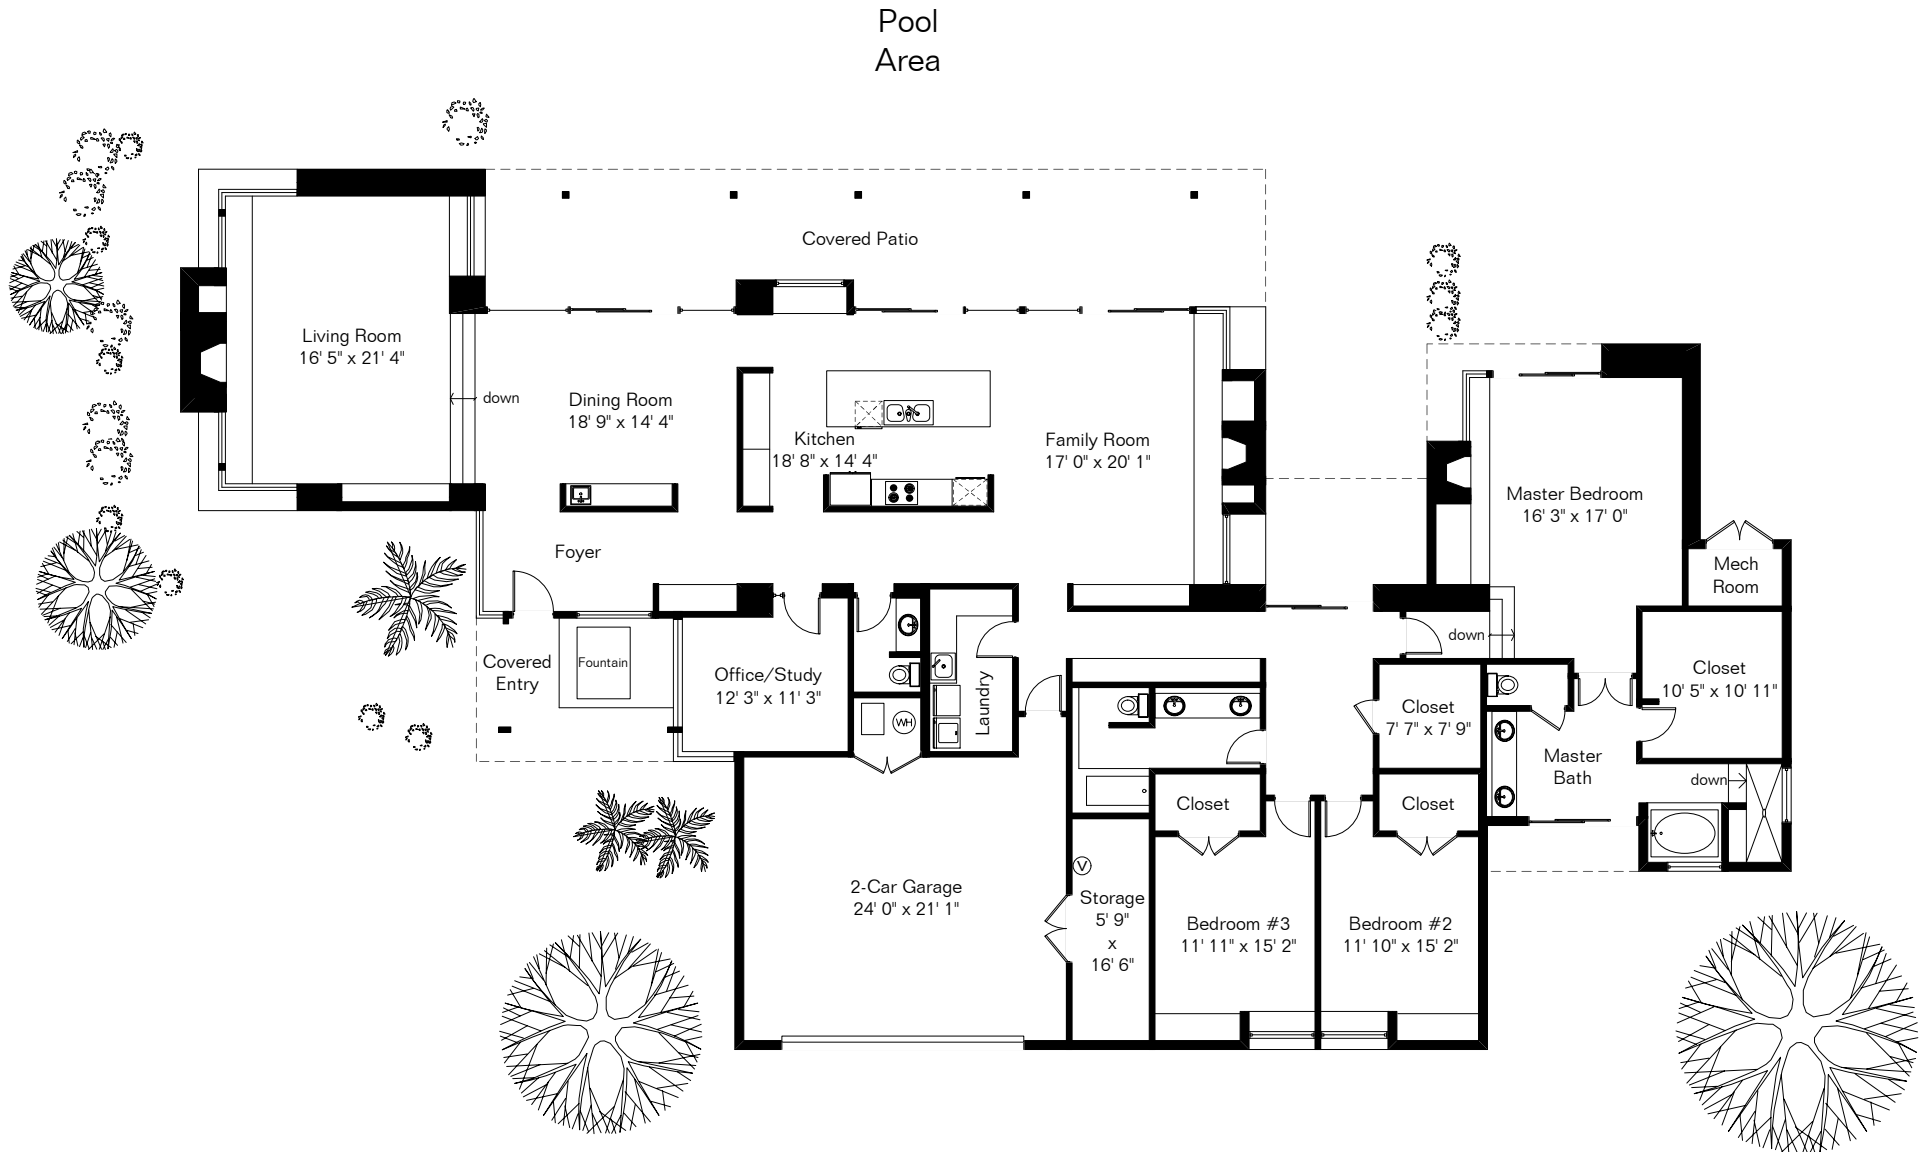 Pool
Area
Covered Patio
Living Room
16' 5" x 21' 4"
down
Dining Room
18' 9" x 14' 4"
Kitchen
18' 8" x 14' 4"
Family Room
17' 0" x 20' 1"
Master Bedroom
16' 3" x 17' 0"
Foyer
Mech
Room
Covered
Entry
Fountain
Office/Study
12' 3" x 11' 3"
WH
Laundry
down
Closet
10' 5" x 10' 11"
Closet
7' 7" x 7' 9"
Master
Bath
down
Closet
Closet
2-Car Garage
24' 0" x 21' 1"
V
Storage
5' 9"
x
16' 6"
Bedroom #3
11' 11" x 15' 2"
Bedroom #2
11' 10" x 15' 2"